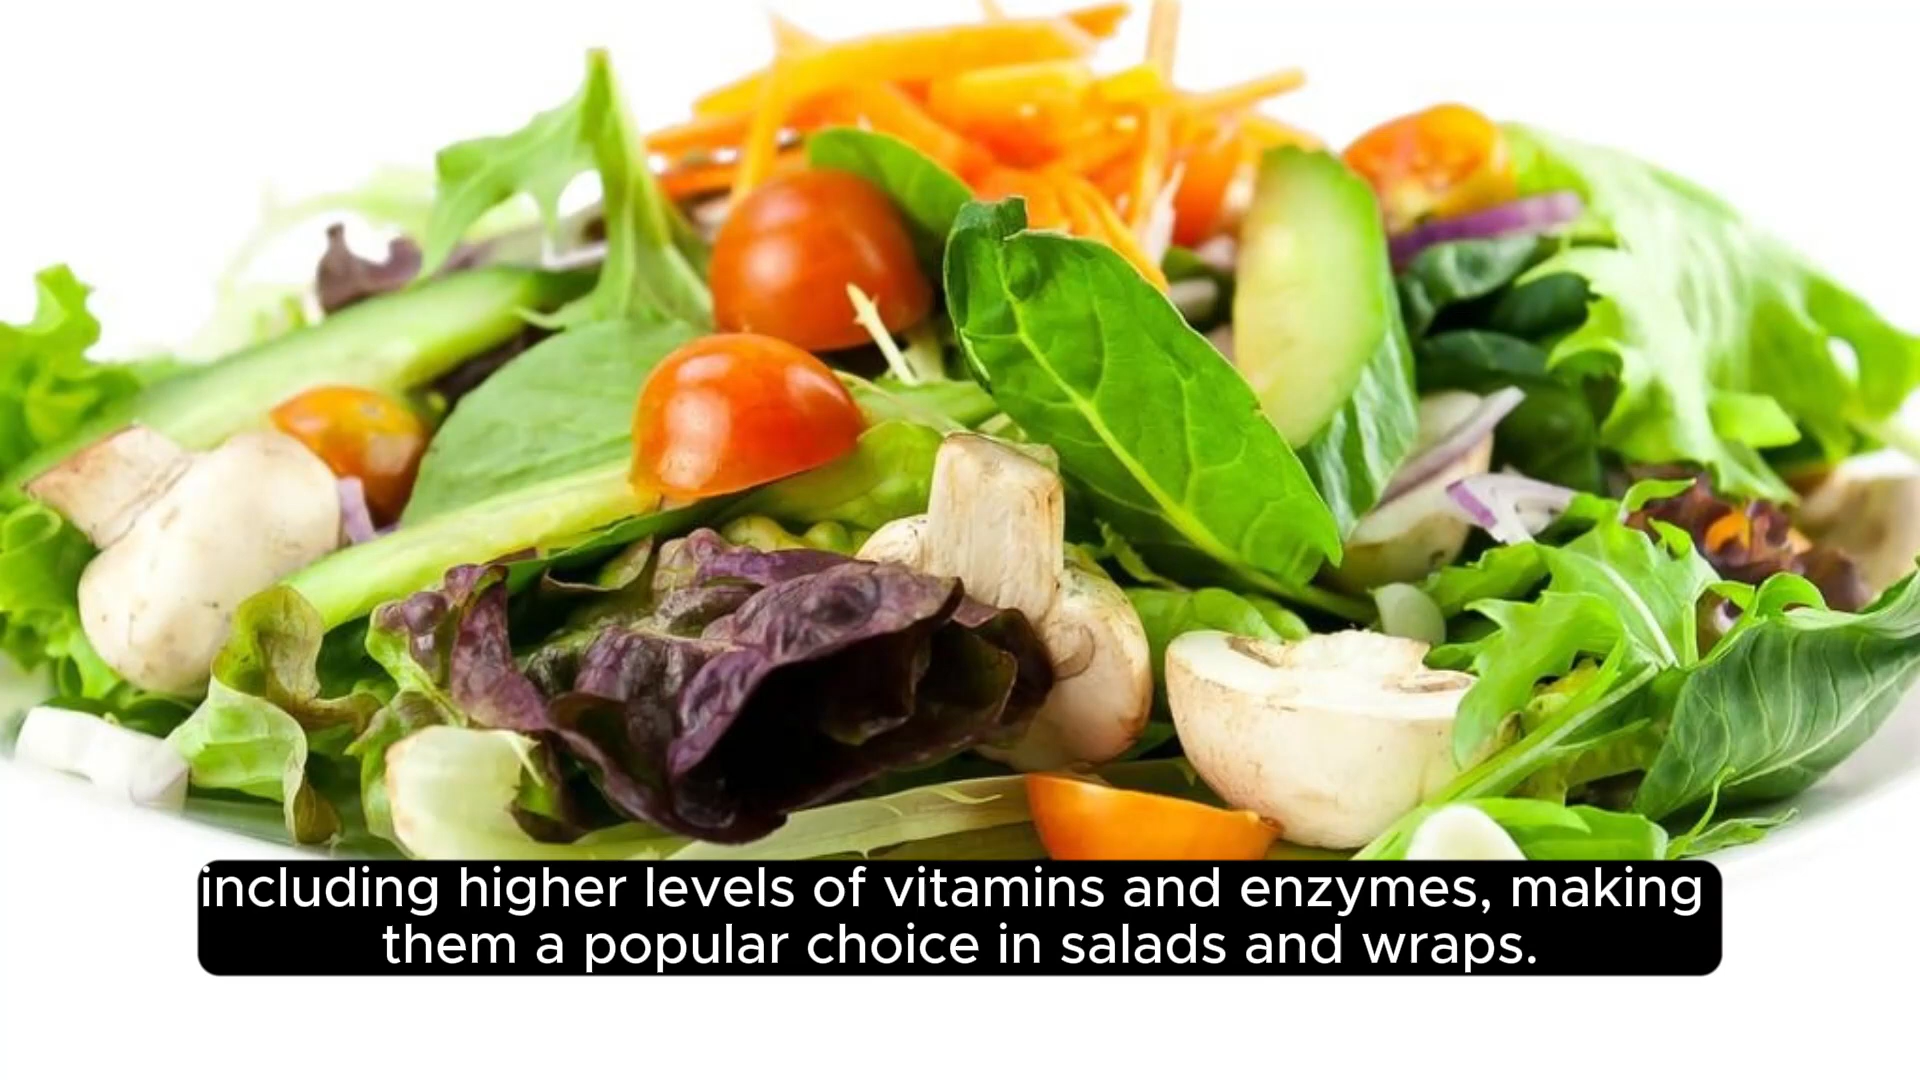 including higher levels of vitamins and enzymes, making
them a popular choice in salads and wraps.